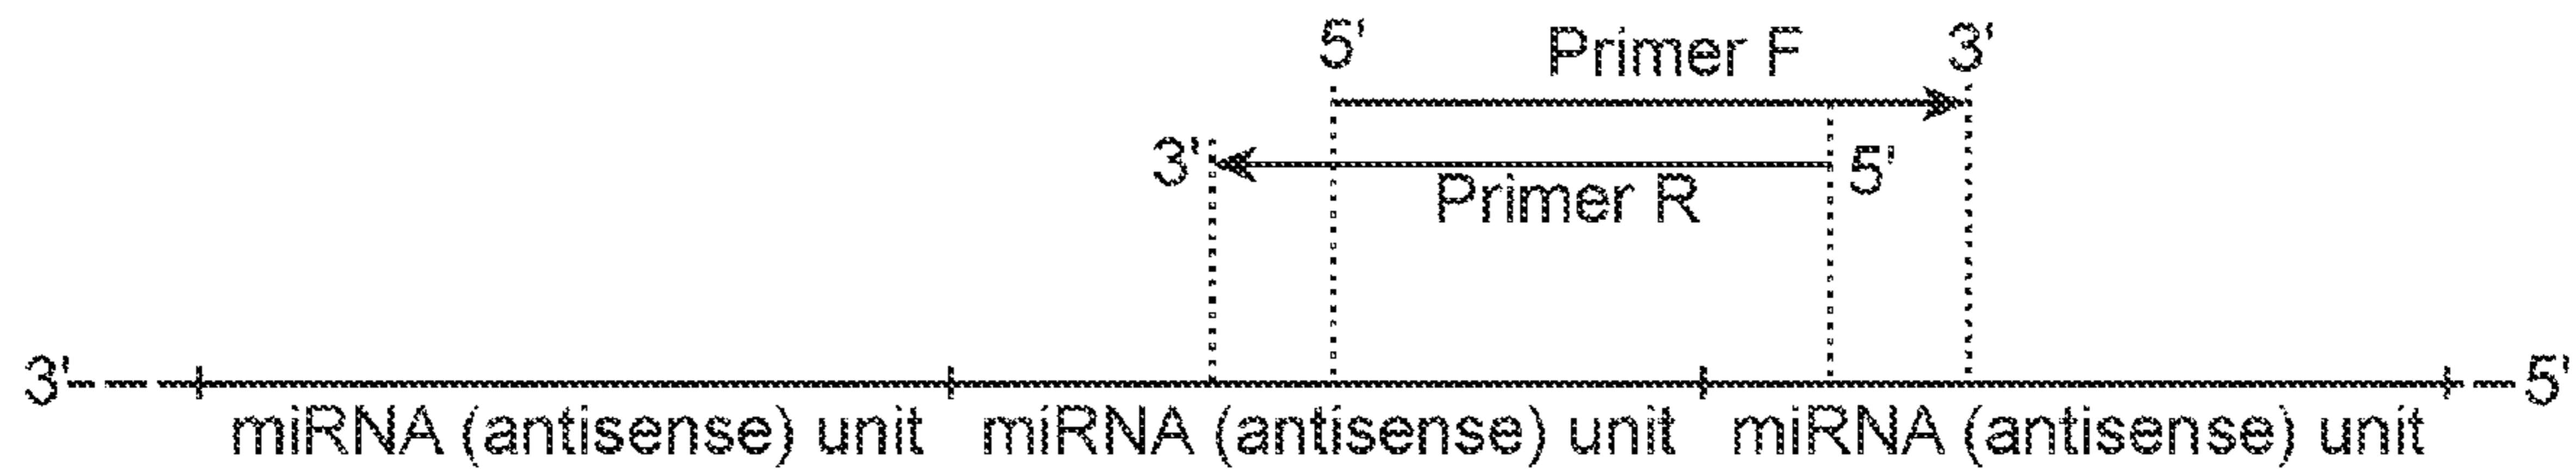 5' Primer F 3'
3' Primer R 5'
3' 5'
miRNA (antisense) unit miRNA (antisense) unit miRNA (antisense) unit